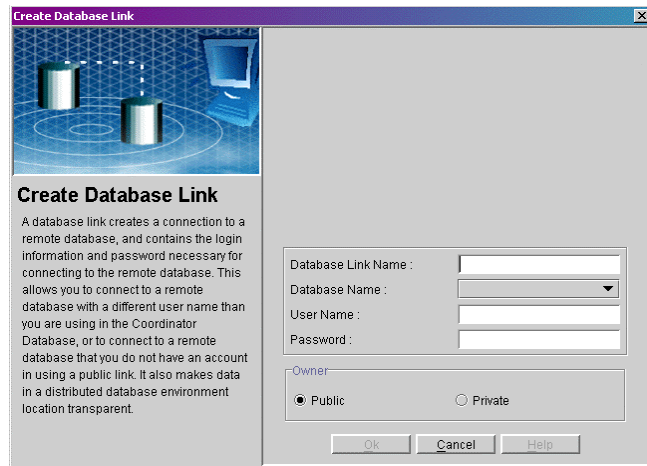 Create Database Link
Create Database Link
A database link creates a connection to a
remote database, and contains the login
information and password necessary for
connecting to the remote database. This
allows you to connect to a remote
database with a different user name than
you are using in the Coordinator
Database, or to connect to a remote
database that you do not have an account
in using a public link. It also makes data
in a distributed database environment
location transparent.
Database Link Name :
Database Name :
User Name :
Password :
Owner
Public
Private
Ok
Cancel
Help